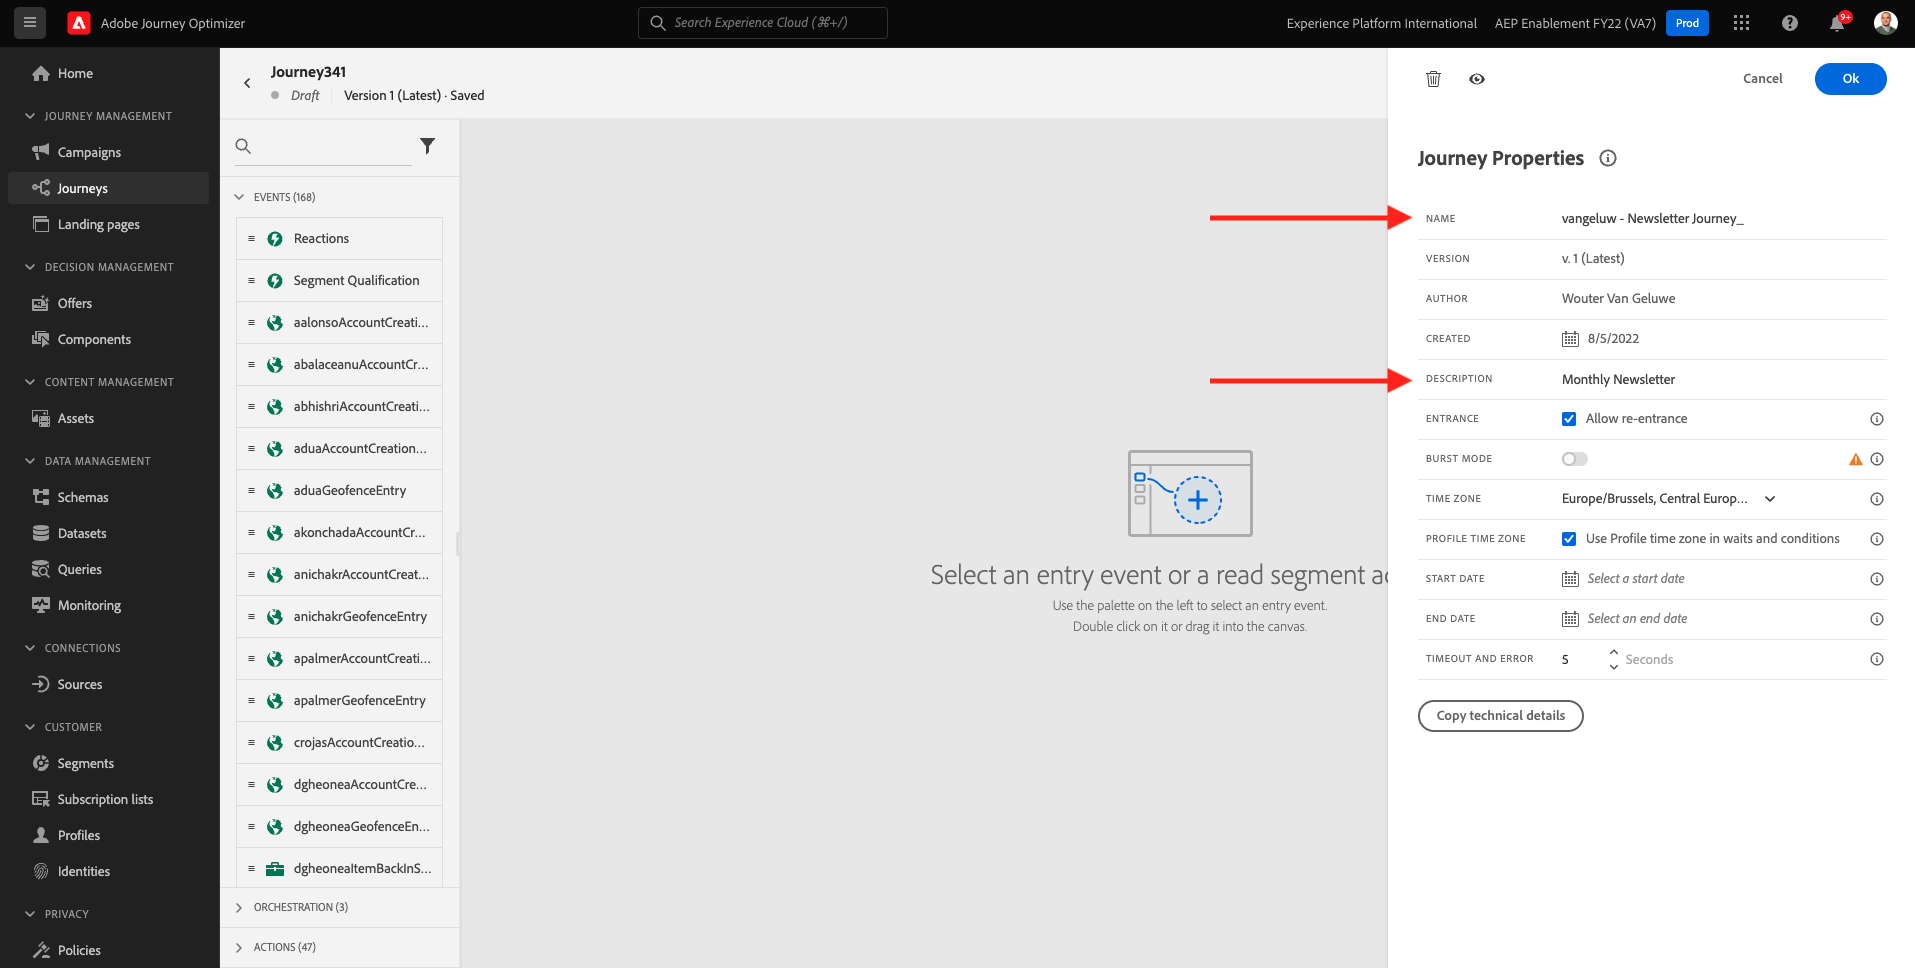 Adobe Journey Optimizer
Search Experience Cloud (⌘+/)
Experience Platform International
AEP Enablement FY22 (VA7)
Prod
9+
Home
JOURNEY MANAGEMENT
Campaigns
Journeys
Landing pages
DECISION MANAGEMENT
Offers
Components
CONTENT MANAGEMENT
Assets
DATA MANAGEMENT
Schemas
Datasets
Queries
Monitoring
CONNECTIONS
Sources
CUSTOMER
Segments
Subscription lists
Profiles
Identities
PRIVACY
Policies
Journey341
Draft
Version 1 (Latest) · Saved
EVENTS (168)
Reactions
Segment Qualification
aalonsoAccountCreati...
abalaceanuAccountCr...
abhishriAccountCreati...
aduaAccountCreation...
aduaGeofenceEntry
akonchadaAccountCr...
anichakrAccountCreat...
anichakrGeofenceEntry
apalmerAccountCreati...
apalmerGeofenceEntry
crojasAccountCreatio...
dgheoneaAccountCre...
dgheoneaGeofenceEn...
dgheoneaItemBackInS...
ORCHESTRATION (3)
ACTIONS (47)
Select an entry event or a read segment ac
Use the palette on the left to select an entry event.
Double click on it or drag it into the canvas.
Cancel
Ok
Journey Properties
NAME vangeluw - Newsletter Journey_
VERSION v. 1 (Latest)
AUTHOR Wouter Van Geluwe
CREATED 8/5/2022
DESCRIPTION Monthly Newsletter
ENTRANCE Allow re-entrance
BURST MODE
TIME ZONE Europe/Brussels, Central Europ...
PROFILE TIME ZONE Use Profile time zone in waits and conditions
START DATE Select a start date
END DATE Select an end date
TIMEOUT AND ERROR 5 Seconds
Copy technical details